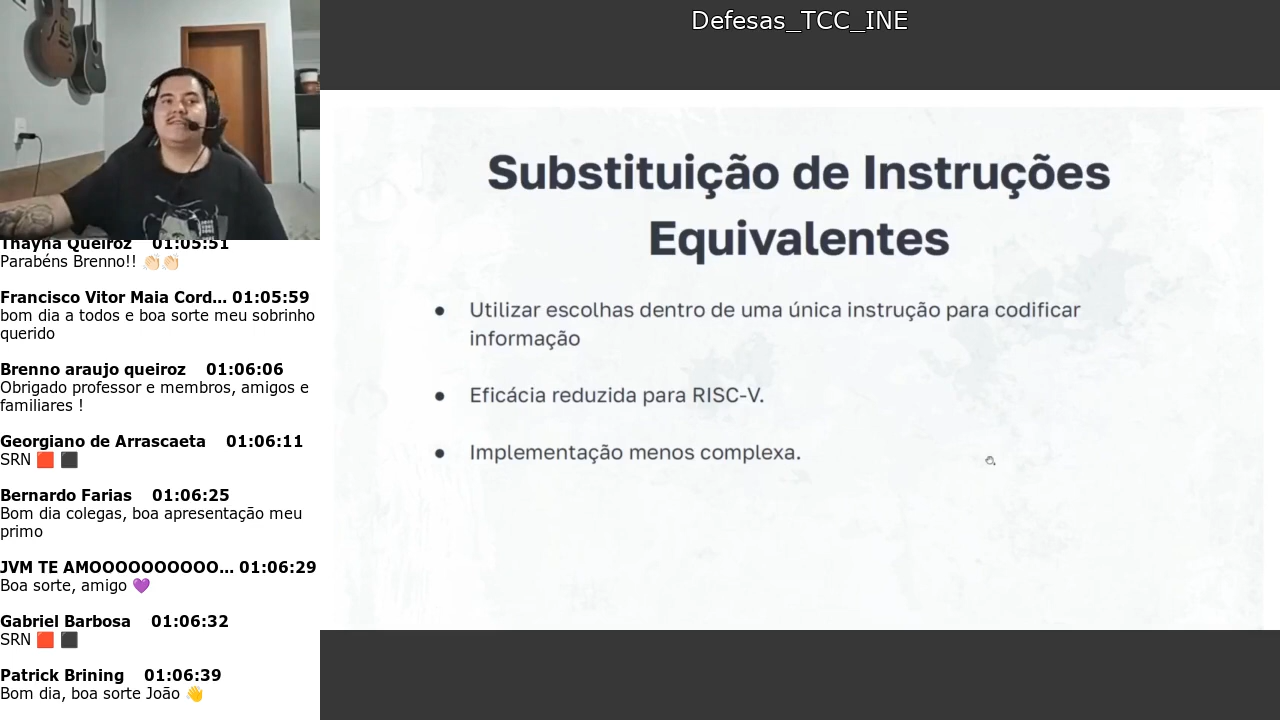 Defesas_TCC_INE
Substituição de Instruções
Equivalentes
● Utilizar escolhas dentro de uma única instrução para codificar
informação
● Eficácia reduzida para RISC-V.
● Implementação menos complexa.
Thayna Queiroz 01:05:51
Parabéns Brenno!! 👏🏻👏🏻
Francisco Vitor Maia Cord... 01:05:59
bom dia a todos e boa sorte meu sobrinho
querido
Brenno araujo queiroz 01:06:06
Obrigado professor e membros, amigos e
familiares !
Georgiano de Arrascaeta 01:06:11
SRN 🟥 ⬛
Bernardo Farias 01:06:25
Bom dia colegas, boa apresentação meu
primo
JVM TE AMOOOOOOOOOO... 01:06:29
Boa sorte, amigo 💜
Gabriel Barbosa 01:06:32
SRN 🟥 ⬛
Patrick Brining 01:06:39
Bom dia, boa sorte João 👋